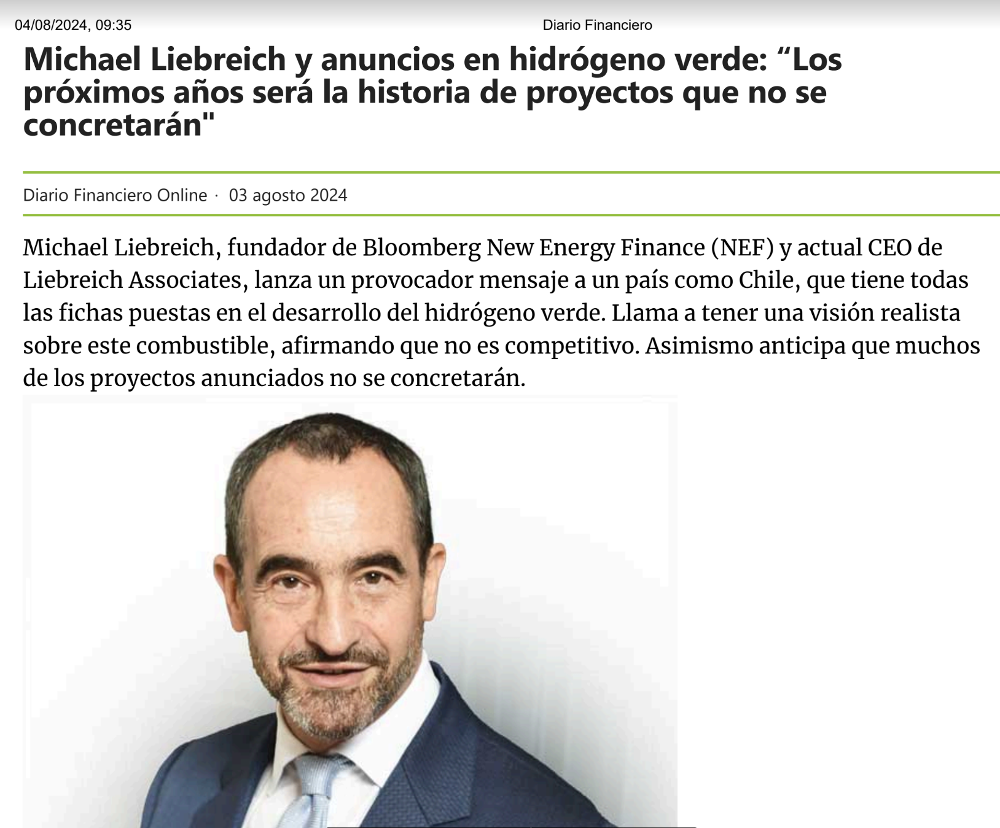 04/08/2024, 09:35
Diario Financiero
Michael Liebreich y anuncios en hidrógeno verde: “Los
próximos años será la historia de proyectos que no se
concretarán"
Diario Financiero Online · 03 agosto 2024
Michael Liebreich, fundador de Bloomberg New Energy Finance (NEF) y actual CEO de
Liebreich Associates, lanza un provocador mensaje a un país como Chile, que tiene todas
las fichas puestas en el desarrollo del hidrógeno verde. Llama a tener una visión realista
sobre este combustible, afirmando que no es competitivo. Asimismo anticipa que muchos
de los proyectos anunciados no se concretarán.